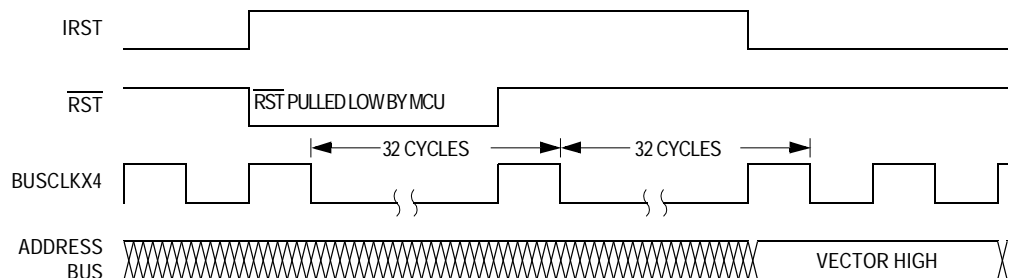 IRST
RST
RST PULLED LOW BY MCU
32 CYCLES
32 CYCLES
BUSCLKX4
ADDRESS
BUS
VECTOR HIGH